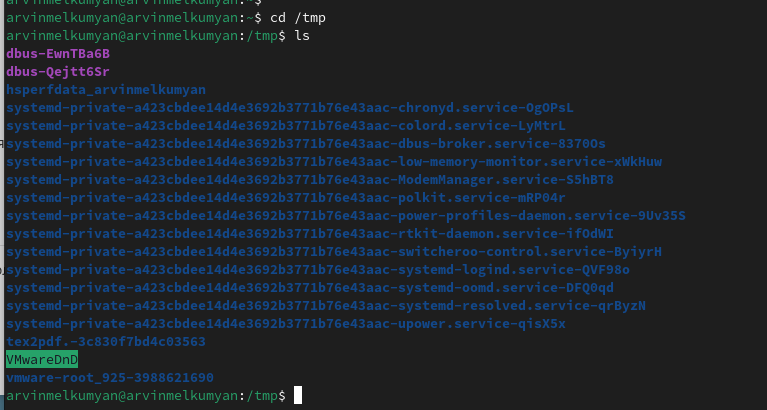 arvinmelkumyan@arvinmelkumyan:~$
arvinmelkumyan@arvinmelkumyan:~$ cd /tmp
arvinmelkumyan@arvinmelkumyan:/tmp$ ls
dbus-EwnTBa6B
dbus-Qejtt6Sr
hsperfdata_arvinmelkumyan
systemd-private-a423cbdee14d4e3692b3771b76e43aac-chronyd.service-OgOPsL
systemd-private-a423cbdee14d4e3692b3771b76e43aac-colord.service-LyMtrL
systemd-private-a423cbdee14d4e3692b3771b76e43aac-dbus-broker.service-8370Os
systemd-private-a423cbdee14d4e3692b3771b76e43aac-low-memory-monitor.service-xWkHuw
systemd-private-a423cbdee14d4e3692b3771b76e43aac-ModemManager.service-S5hBT8
systemd-private-a423cbdee14d4e3692b3771b76e43aac-polkit.service-mRP04r
systemd-private-a423cbdee14d4e3692b3771b76e43aac-power-profiles-daemon.service-9Uv35S
systemd-private-a423cbdee14d4e3692b3771b76e43aac-rtkit-daemon.service-ifOdWI
systemd-private-a423cbdee14d4e3692b3771b76e43aac-switcheroo-control.service-ByiyrH
systemd-private-a423cbdee14d4e3692b3771b76e43aac-systemd-logind.service-QVF98o
systemd-private-a423cbdee14d4e3692b3771b76e43aac-systemd-oomd.service-DFQ0qd
systemd-private-a423cbdee14d4e3692b3771b76e43aac-systemd-resolved.service-qrByzN
systemd-private-a423cbdee14d4e3692b3771b76e43aac-upower.service-qisX5x
tex2pdf.-3c830f7bd4c03563
VMwareDnD
vmware-root_925-3988621690
arvinmelkumyan@arvinmelkumyan:/tmp$